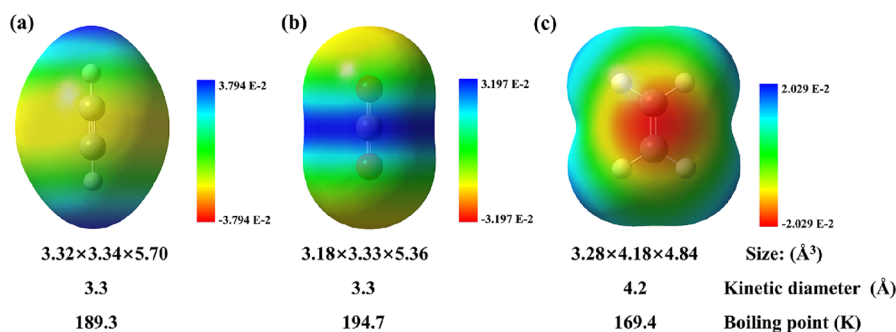 (a)
3.794 E-2
-3.794 E-2
(b)
3.197 E-2
-3.197 E-2
(c)
2.029 E-2
-2.029 E-2
3.32×3.34×5.70 3.18×3.33×5.36 3.28×4.18×4.84 Size: (Å³)
3.3 3.3 4.2 Kinetic diameter (Å)
189.3 194.7 169.4 Boiling point (K)